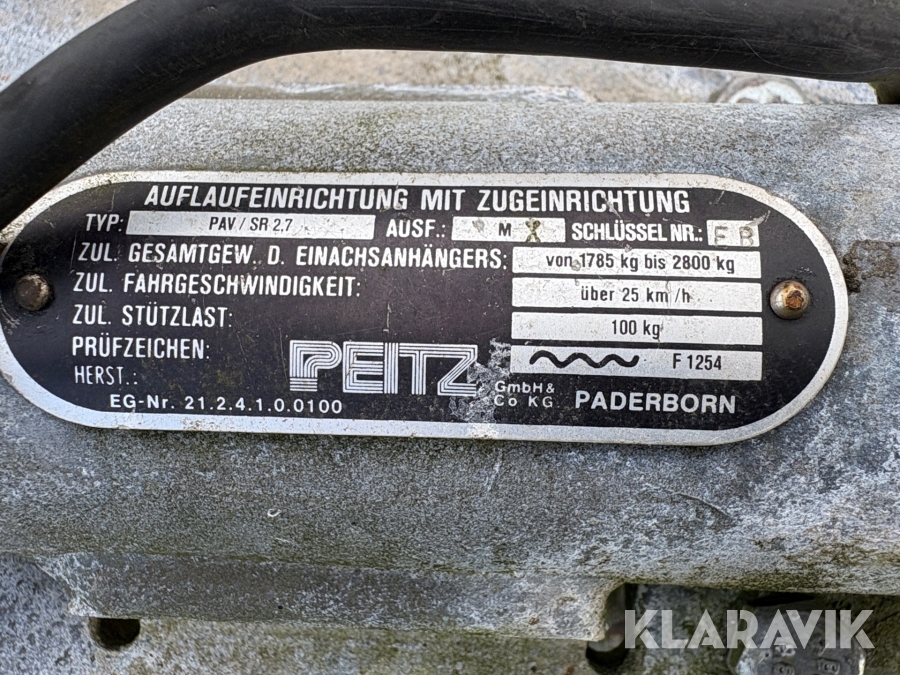 AUFLAUFEINRICHTUNG MIT ZUGEINRICHTUNG
TYP: PAV/SR 2,7 AUSF.: M SCHLÜSSEL NR.: E B
ZUL. GESAMTGEW. D. EINACHSANHÄNGERS: von 1785 kg bis 2800 kg
ZUL. FAHRGESCHWINDIGKEIT: über 25 km/h
ZUL. STÜTZLAST: 100 kg
PRÜFZEICHEN: F 1254
HERST.: PEITZ GmbH & Co KG PADERBORN
EG-Nr. 21.2.4.1.0.0100
KLARAVIK